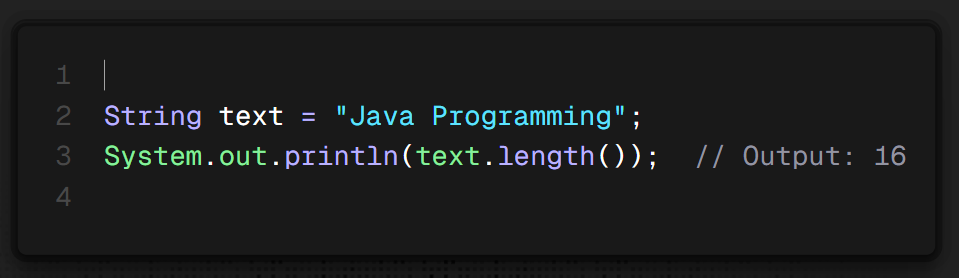 1
2 String text = "Java Programming";
3 System.out.println(text.length());  // Output: 16
4